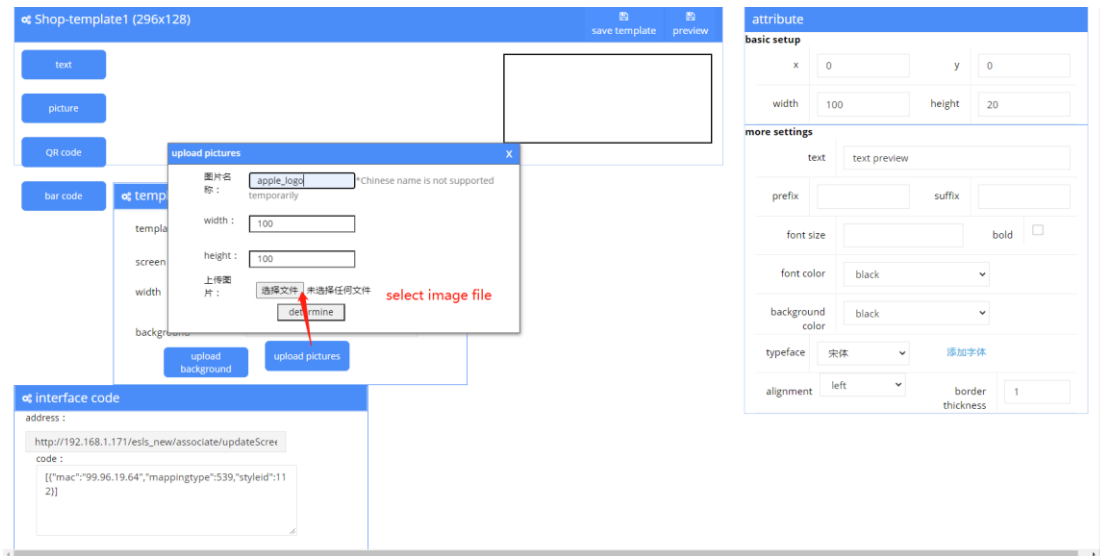 Shop-template1 (296x128)
save template
preview
text
picture
QR code
bar code
upload pictures
X
图片名
称：
apple_logo
*Chinese name is not supported
temporarily
width：
100
height：
100
上传图
片：
选择文件
未选择任何文件
select image file
determine
templa
screen
width
upload
background
upload pictures
interface code
address：
http://192.168.1.171/esls_new/associate/updateScree
code：
[{"mac":"99.96.19.64","mappingtype":539,"styleid":11
2}]
attribute
basic setup
x
0
y
0
width
100
height
20
more settings
text
text preview
prefix
suffix
font size
bold
font color
black
background
color
black
typeface
宋体
添加字体
alignment
left
border
thickness
1